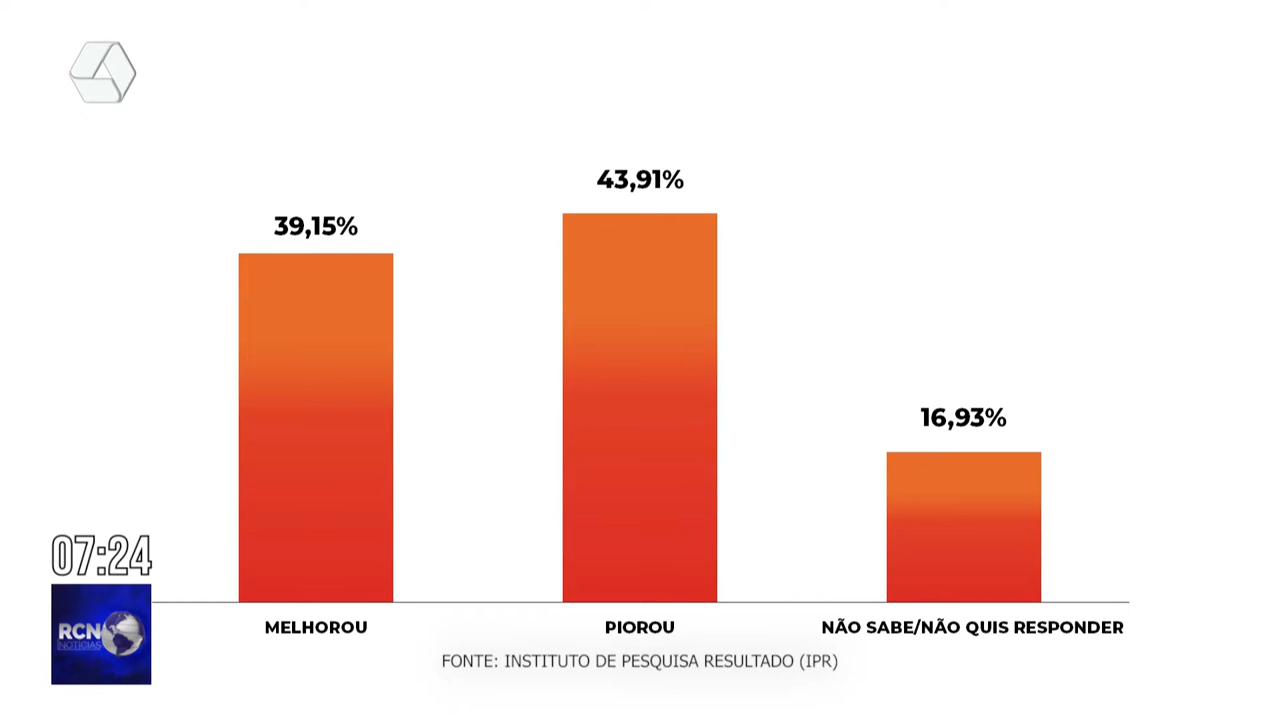 43,91%
39,15%
16,93%
07:24
RCN
NOTÍCIAS
MELHOROU
PIOROU
NÃO SABE/NÃO QUIS RESPONDER
FONTE: INSTITUTO DE PESQUISA RESULTADO (IPR)